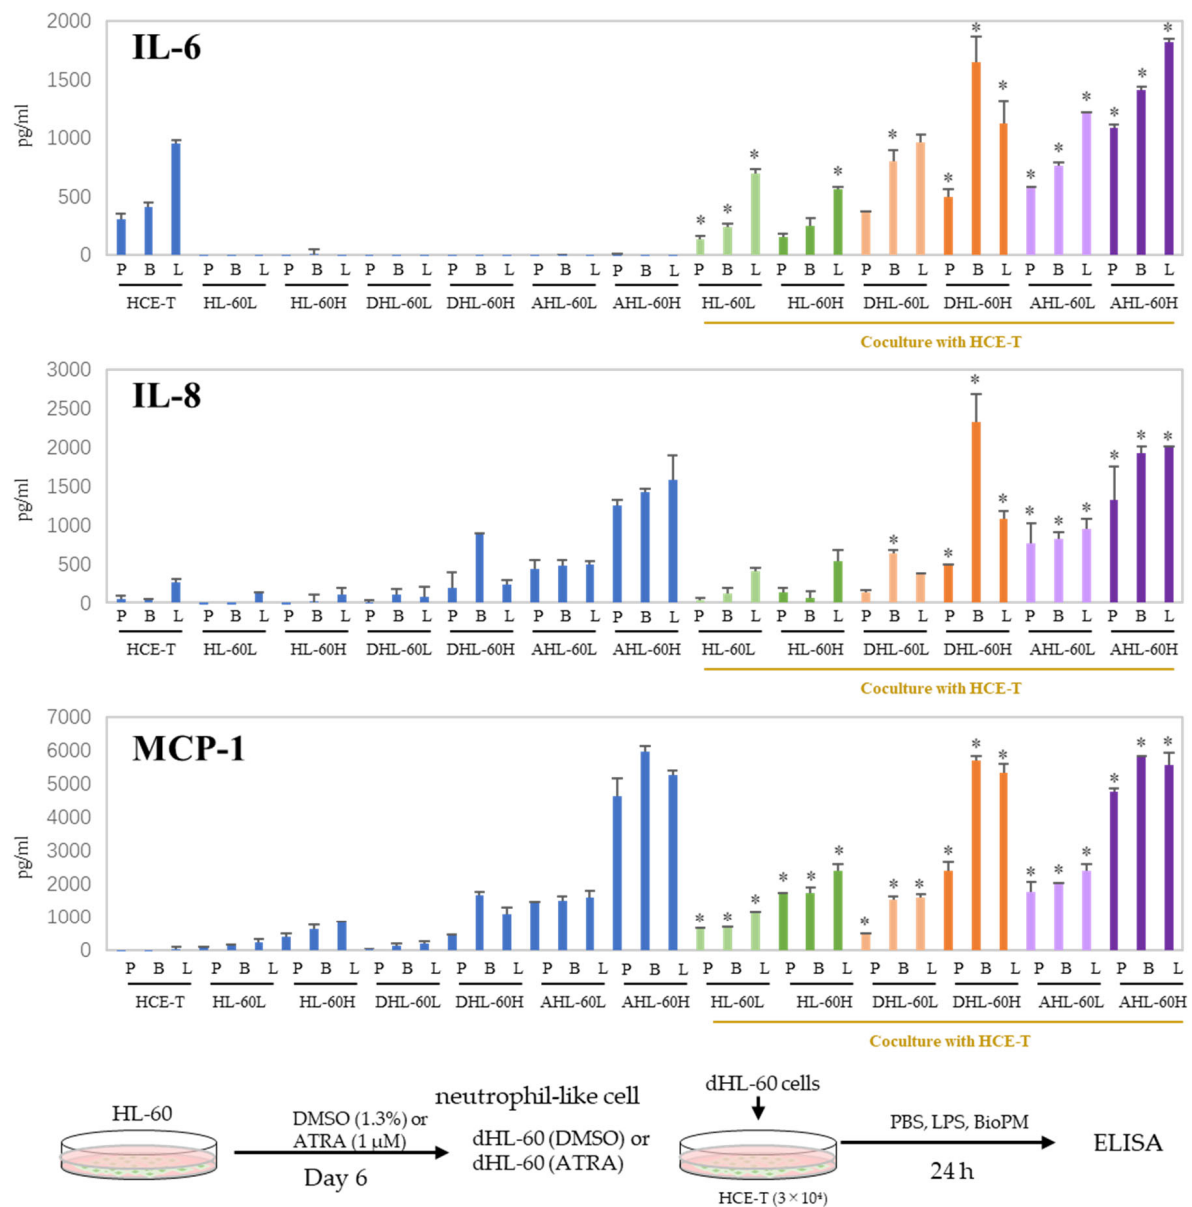 IL-6
pg/ml
2000
1500
1000
500
0
* * * * * * * * * * * * * *
P B L P B L P B L P B L P B L P B L P B L P B L P B L P B L P B L P B L P B L
HCE-T HL-60L HL-60H DHL-60L DHL-60H AHL-60L AHL-60H HL-60L HL-60H DHL-60L DHL-60H AHL-60L AHL-60H
Coculture with HCE-T
IL-8
pg/ml
3000
2500
2000
1500
1000
500
0
* * * * * * * * * *
P B L P B L P B L P B L P B L P B L P B L P B L P B L P B L P B L P B L P B L
HCE-T HL-60L HL-60H DHL-60L DHL-60H AHL-60L AHL-60H HL-60L HL-60H DHL-60L DHL-60H AHL-60L AHL-60H
Coculture with HCE-T
MCP-1
pg/ml
7000
6000
5000
4000
3000
2000
1000
0
* * * * * * * * * * * * * * * * * *
P B L P B L P B L P B L P B L P B L P B L P B L P B L P B L P B L P B L P B L
HCE-T HL-60L HL-60H DHL-60L DHL-60H AHL-60L AHL-60H HL-60L HL-60H DHL-60L DHL-60H AHL-60L AHL-60H
Coculture with HCE-T
HL-60
DMSO (1.3%) or
ATRA (1 μM)
Day 6
neutrophil-like cell
dHL-60 (DMSO) or
dHL-60 (ATRA)
dHL-60 cells
HCE-T (3 × 10⁴)
PBS, LPS, BioPM
24 h
ELISA